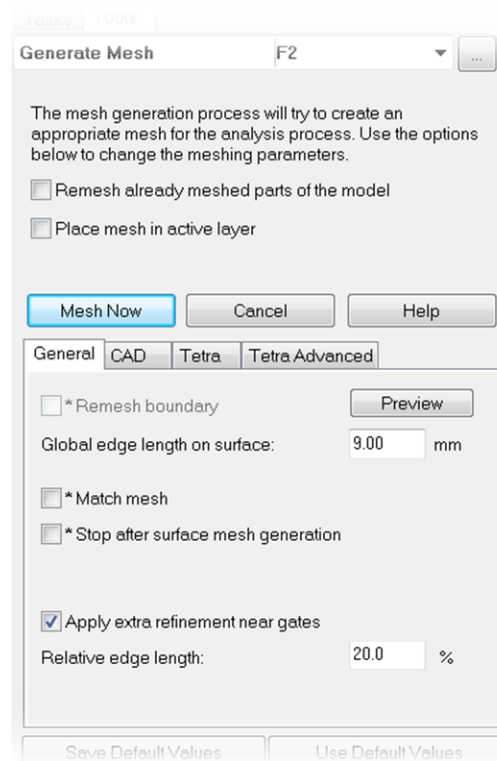 Tasks Tools
Generate Mesh F2 ...
The mesh generation process will try to create an
appropriate mesh for the analysis process. Use the options
below to change the meshing parameters.
Remesh already meshed parts of the model
Place mesh in active layer
Mesh Now Cancel Help
General CAD Tetra Tetra Advanced
* Remesh boundary Preview
Global edge length on surface: 9.00 mm
* Match mesh
* Stop after surface mesh generation
Apply extra refinement near gates
Relative edge length: 20.0 %
Save Default Values Use Default Values